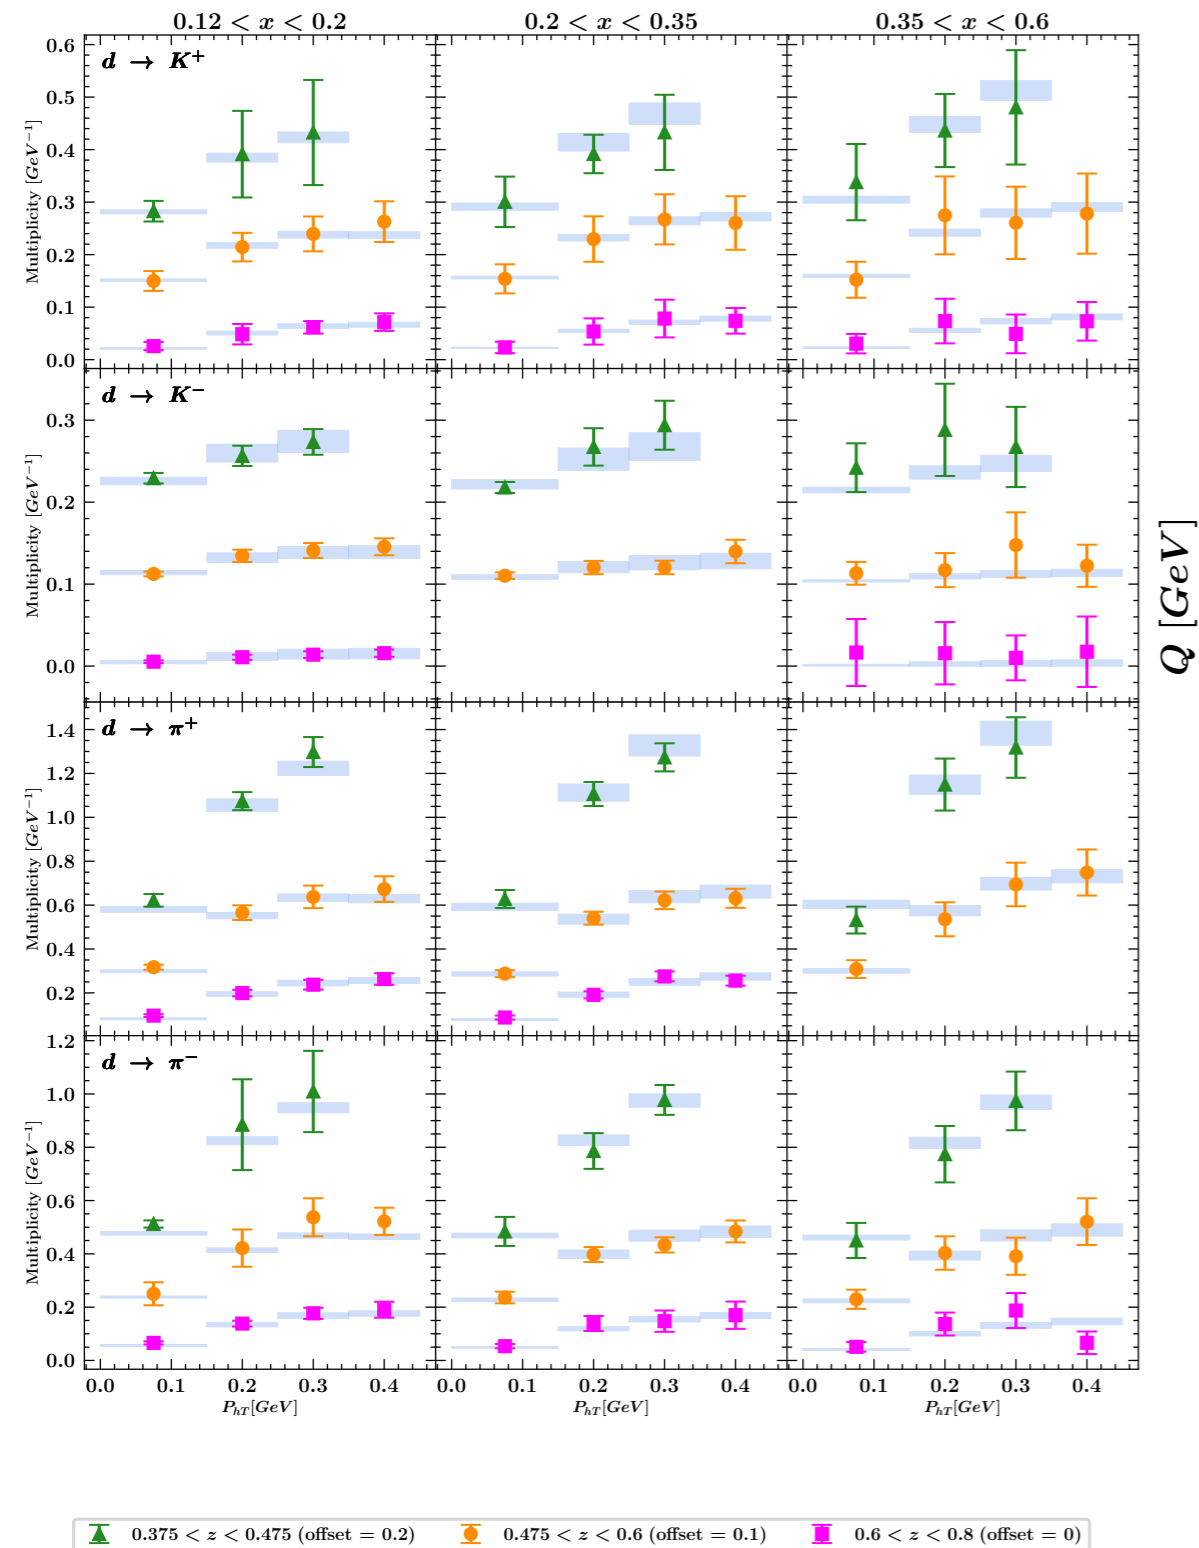 0.12 < x < 0.2 0.2 < x < 0.35 0.35 < x < 0.6
d → K⁺
Multiplicity [GeV⁻¹]
0.6
0.5
0.4
0.3
0.2
0.1
0.0
d → K⁻
Multiplicity [GeV⁻¹]
0.3
0.2
0.1
0.0
Q [GeV]
d → π⁺
Multiplicity [GeV⁻¹]
1.4
1.2
1.0
0.8
0.6
0.4
0.2
d → π⁻
Multiplicity [GeV⁻¹]
1.2
1.0
0.8
0.6
0.4
0.2
0.0
0.0 0.1 0.2 0.3 0.4 0.0 0.1 0.2 0.3 0.4 0.0 0.1 0.2 0.3 0.4
P_hT[GeV] P_hT[GeV] P_hT[GeV]
0.375 < z < 0.475 (offset = 0.2) 0.475 < z < 0.6 (offset = 0.1) 0.6 < z < 0.8 (offset = 0)